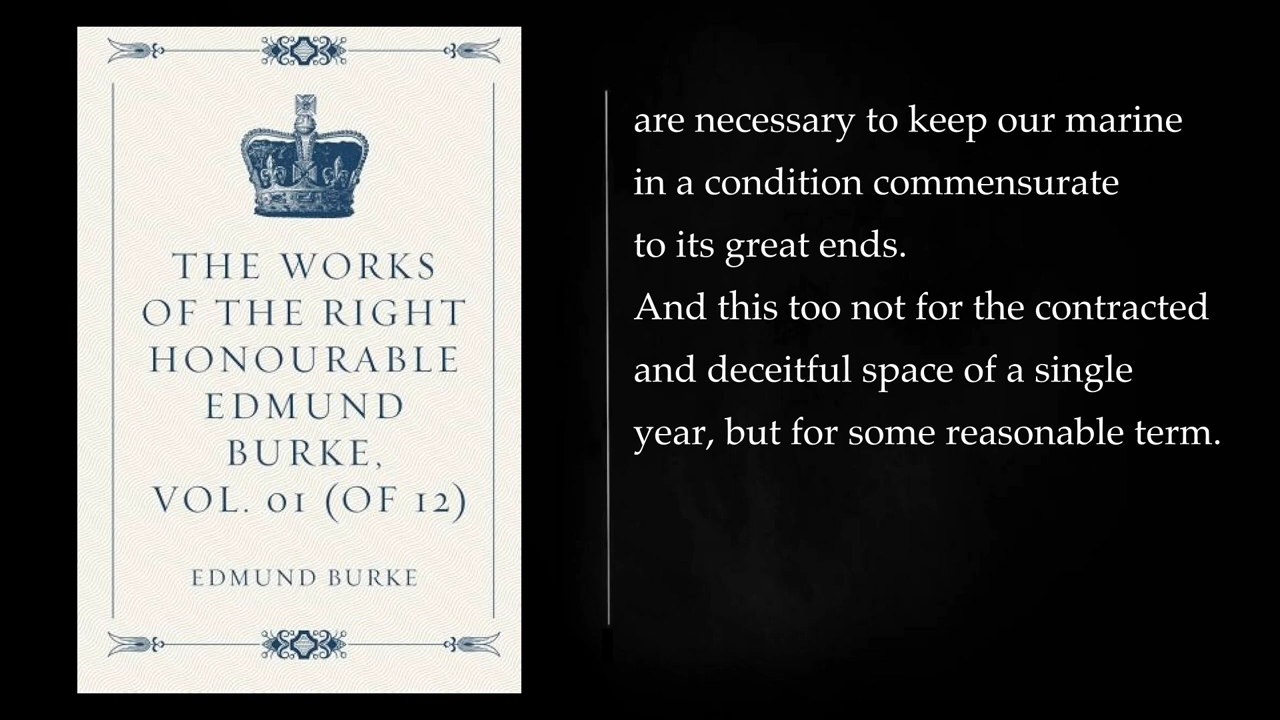 THE WORKS
OF THE RIGHT
HONOURABLE
EDMUND
BURKE,
VOL. 01 (OF 12)
EDMUND BURKE
are necessary to keep our marine
in a condition commensurate
to its great ends.
And this too not for the contracted
and deceitful space of a single
year, but for some reasonable term.